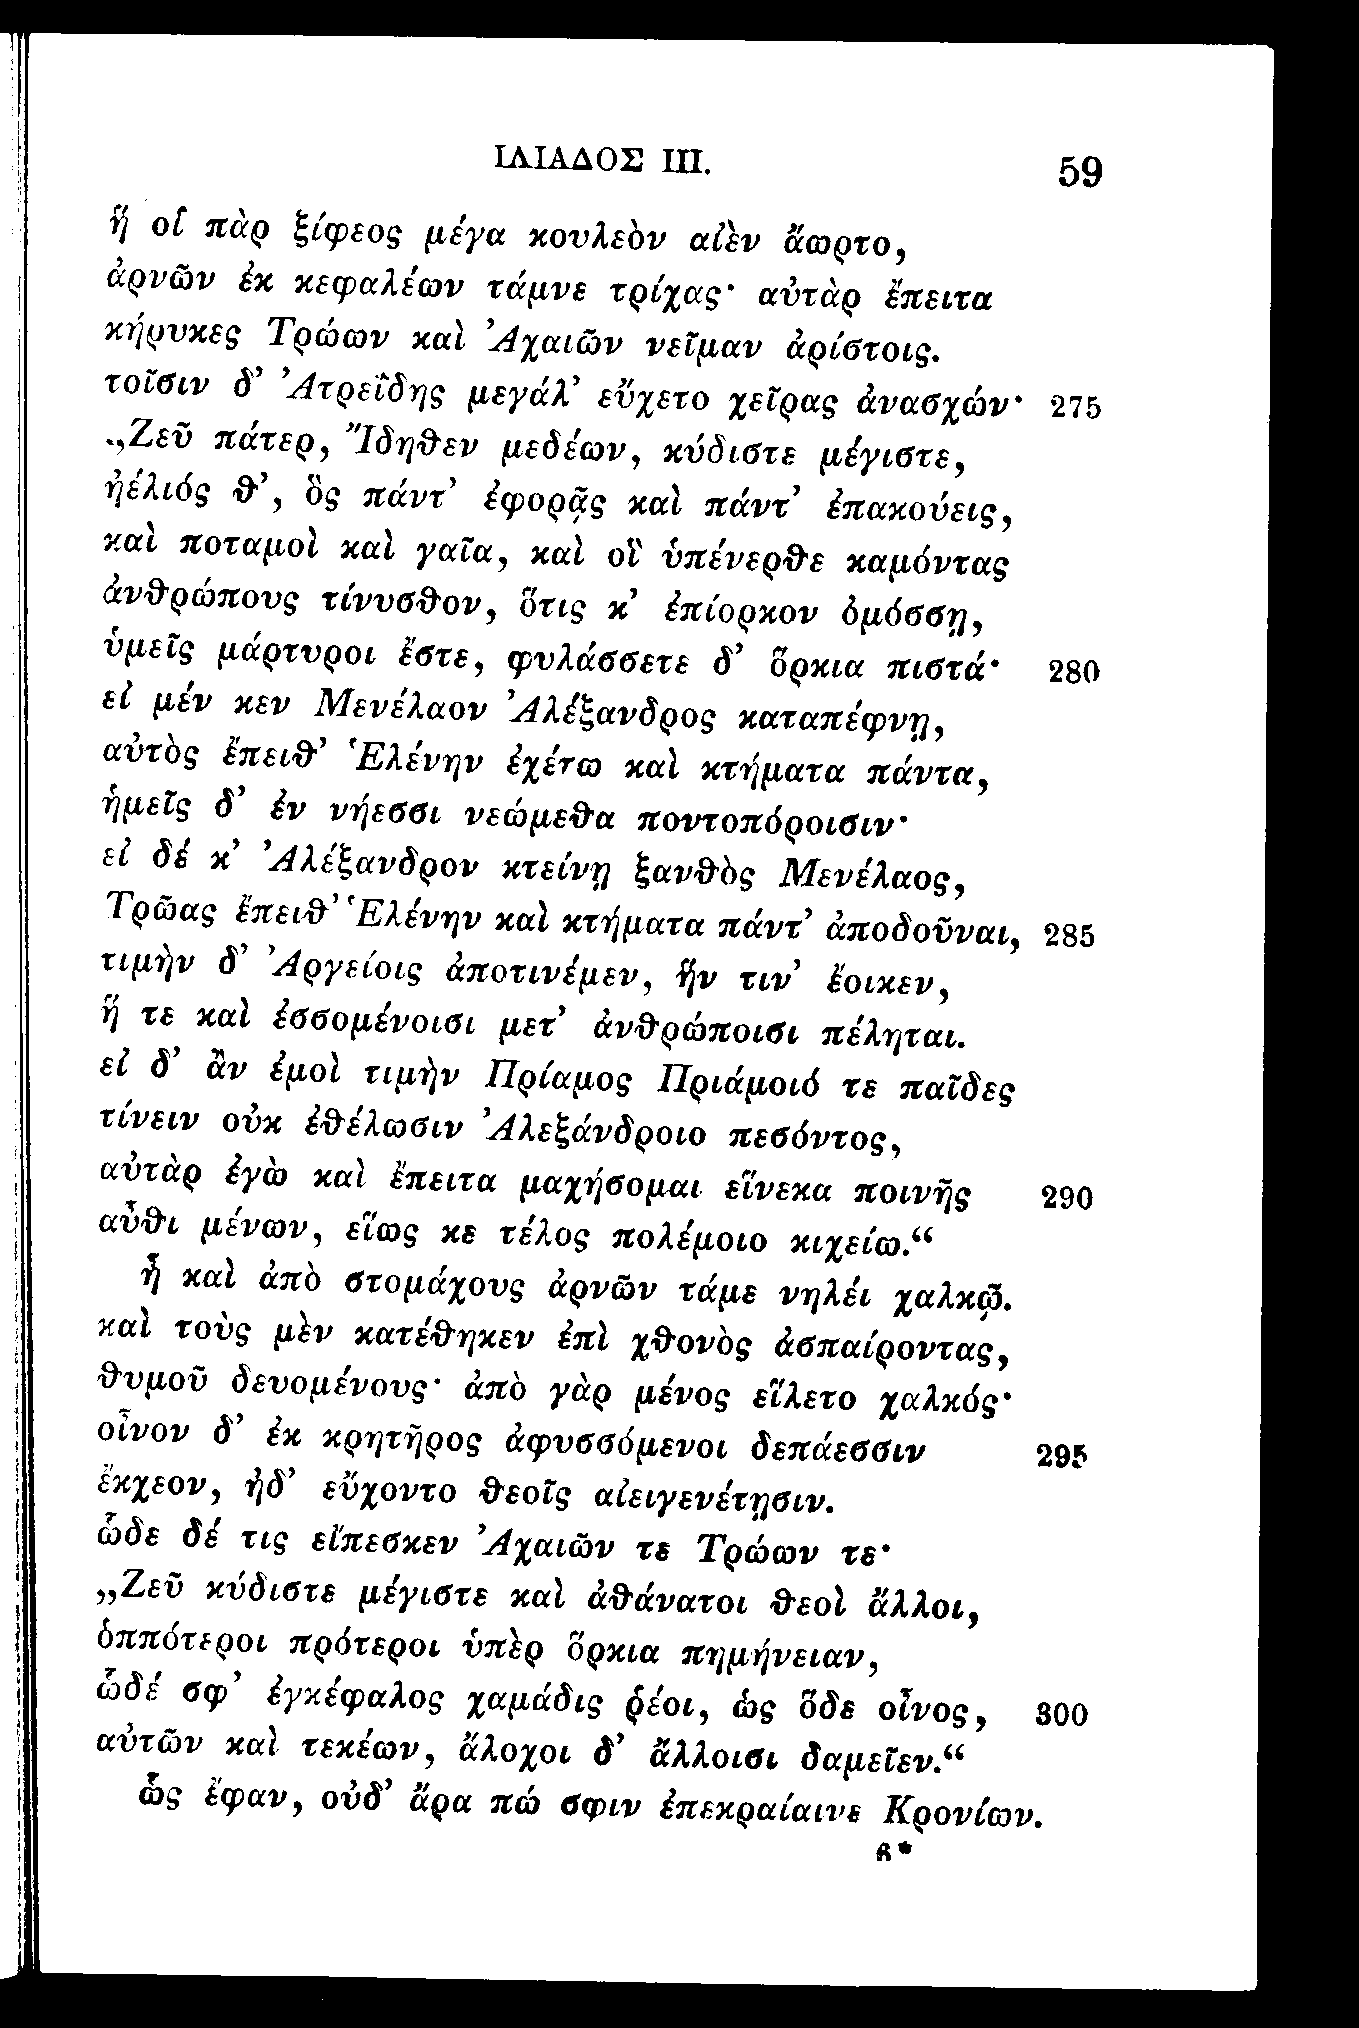 ΙΛΙΑΔΟΣ III. 59
ἥ οἱ πὰρ ξίφεος μέγα κουλεὸν αἰὲν ἄωρτο,
ἀρνῶν ἐκ κεφαλέων τάμνε τρίχας· αὐτὰρ ἔπειτα
κήρυκες Τρώων καὶ Ἀχαιῶν νεῖμαν ἀρίστοις.
τοῖσιν δ’ Ἀτρεΐδης μεγάλ’ εὔχετο χεῖρας ἀνασχών· 275
„Ζεῦ πάτερ, Ἴδηθεν μεδέων, κύδιστε μέγιστε,
ἠέλιός θ’, ὃς πάντ’ ἐφορᾷς καὶ πάντ’ ἐπακούεις,
καὶ ποταμοὶ καὶ γαῖα, καὶ οἳ ὑπένερθε καμόντας
ἀνθρώπους τίνυσθον, ὅτις κ’ ἐπίορκον ὀμόσσῃ,
ὑμεῖς μάρτυροι ἔστε, φυλάσσετε δ’ ὅρκια πιστά· 280
εἰ μέν κεν Μενέλαον Ἀλέξανδρος καταπέφνῃ,
αὐτὸς ἔπειθ’ Ἑλένην ἐχέτω καὶ κτήματα πάντα,
ἡμεῖς δ’ ἐν νήεσσι νεώμεθα ποντοπόροισιν·
εἰ δέ κ’ Ἀλέξανδρον κτείνῃ ξανθὸς Μενέλαος,
Τρῶας ἔπειθ’ Ἑλένην καὶ κτήματα πάντ’ ἀποδοῦναι, 285
τιμὴν δ’ Ἀργείοις ἀποτινέμεν, ἥν τιν’ ἔοικεν,
ἥ τε καὶ ἐσσομένοισι μετ’ ἀνθρώποισι πέληται.
εἰ δ’ ἂν ἐμοὶ τιμὴν Πρίαμος Πριάμοιό τε παῖδες
τίνειν οὐκ ἐθέλωσιν Ἀλεξάνδροιο πεσόντος,
αὐτὰρ ἐγὼ καὶ ἔπειτα μαχήσομαι εἵνεκα ποινῆς 290
αὖθι μένων, εἵως κε τέλος πολέμοιο κιχείω.“
ἦ καὶ ἀπὸ στομάχους ἀρνῶν τάμε νηλέι χαλκῷ.
καὶ τοὺς μὲν κατέθηκεν ἐπὶ χθονὸς ἀσπαίροντας,
θυμοῦ δευομένους· ἀπὸ γὰρ μένος εἵλετο χαλκός·
οἶνον δ’ ἐκ κρητῆρος ἀφυσσόμενοι δεπάεσσιν 295
ἔκχεον, ἠδ’ εὔχοντο θεοῖς αἰειγενέτῃσιν.
ὧδε δέ τις εἴπεσκεν Ἀχαιῶν τε Τρώων τε·
„Ζεῦ κύδιστε μέγιστε καὶ ἀθάνατοι θεοὶ ἄλλοι,
ὁππότεροι πρότεροι ὑπὲρ ὅρκια πημήνειαν,
ὧδέ σφ’ ἐγκέφαλος χαμάδις ῥέοι, ὡς ὅδε οἶνος, 300
αὐτῶν καὶ τεκέων, ἄλοχοι δ’ ἄλλοισι δαμεῖεν.“
ὣς ἔφαν, οὐδ’ ἄρα πώ σφιν ἐπεκραίαινε Κρονίων.